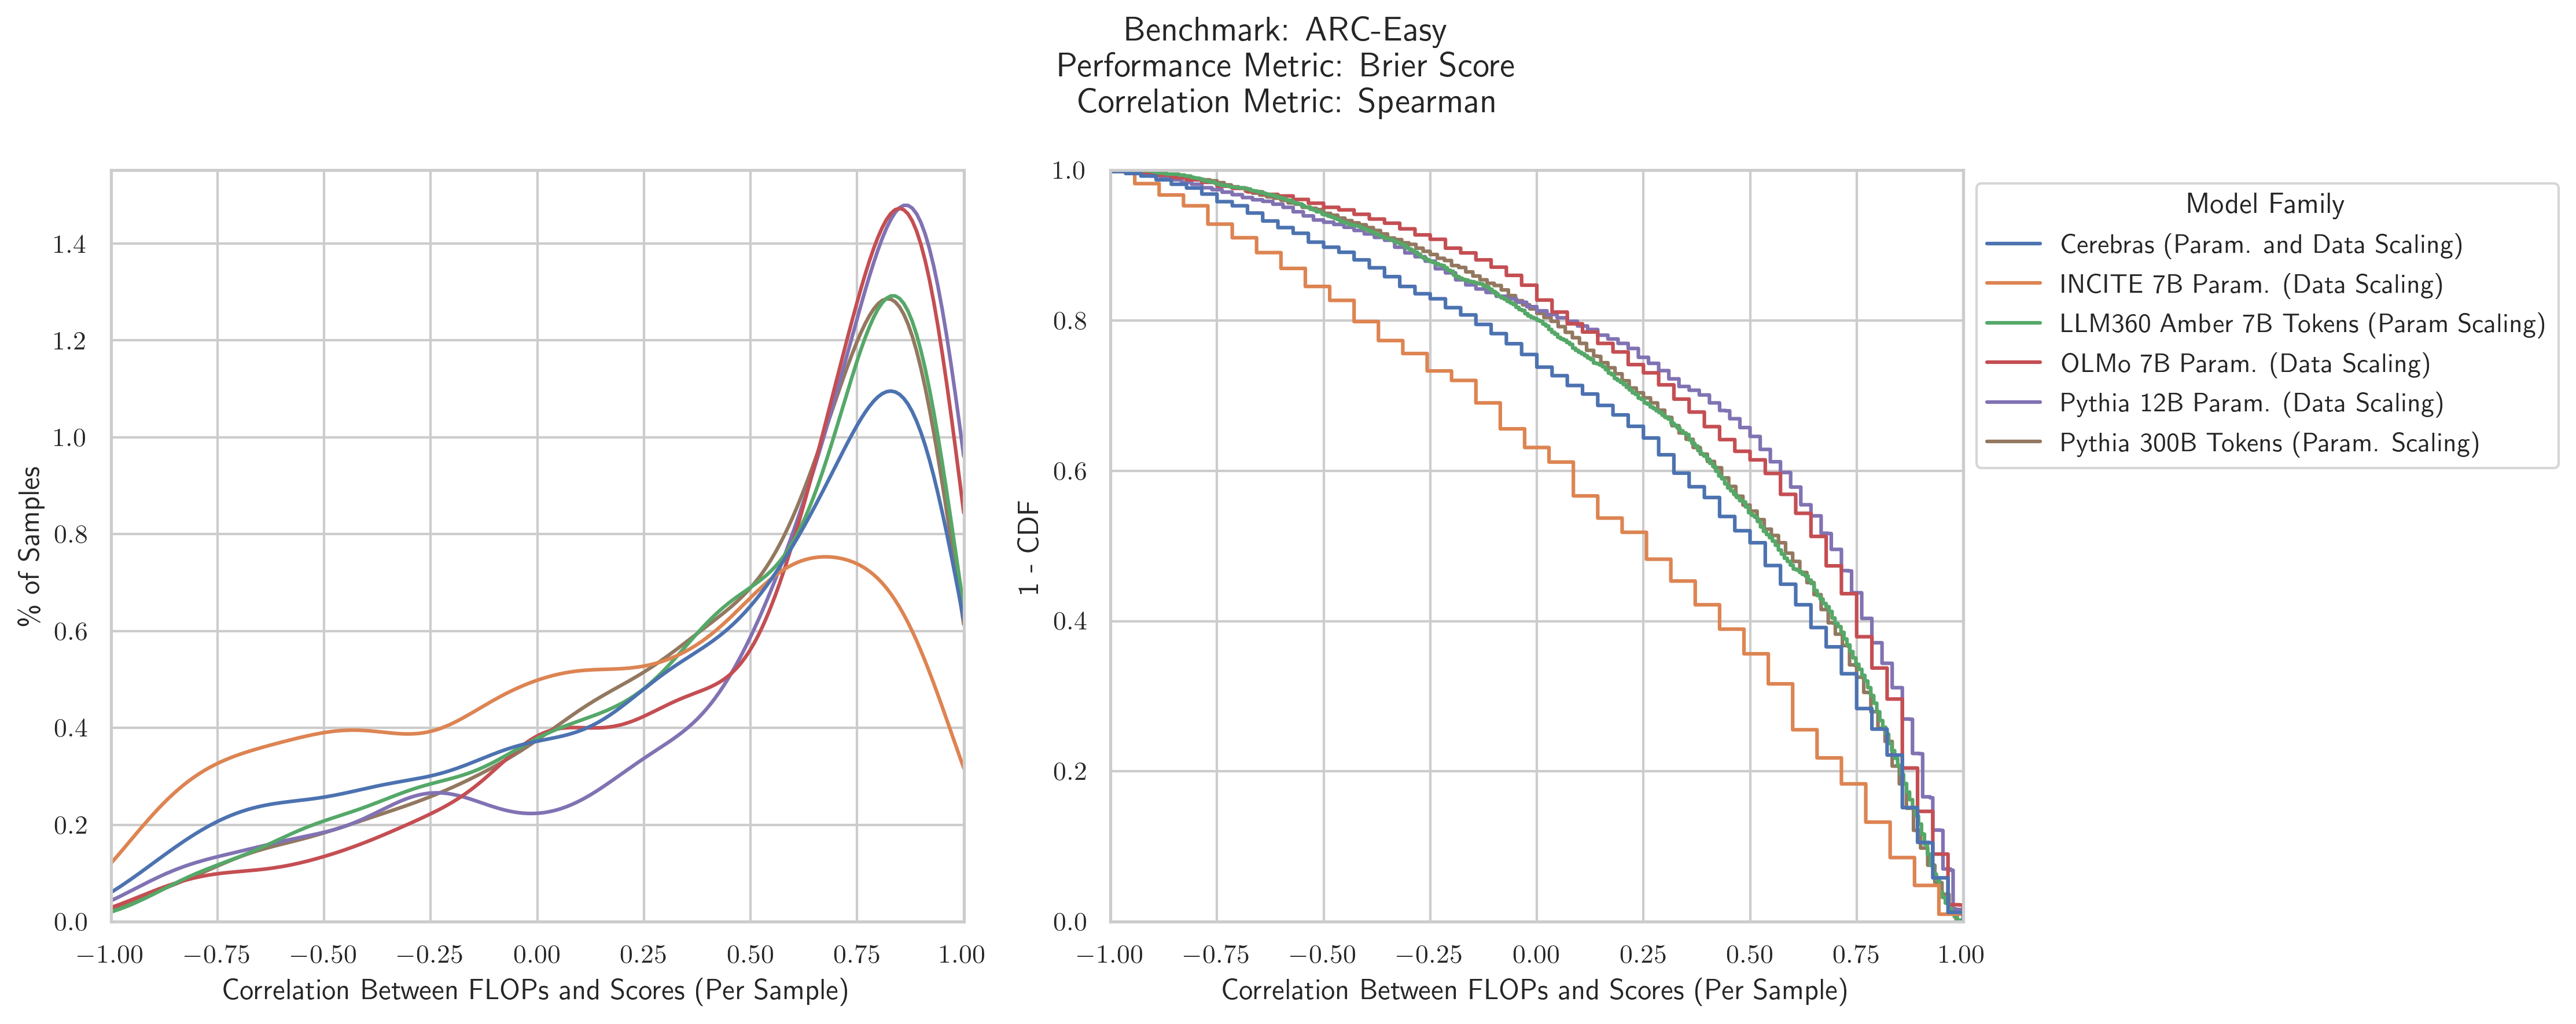 Benchmark: ARC-Easy
Performance Metric: Brier Score
Correlation Metric: Spearman
% of Samples
1.4
1.2
1.0
0.8
0.6
0.4
0.2
0.0
−1.00 −0.75 −0.50 −0.25 0.00 0.25 0.50 0.75 1.00
Correlation Between FLOPs and Scores (Per Sample)
1 - CDF
1.0
0.8
0.6
0.4
0.2
0.0
−1.00 −0.75 −0.50 −0.25 0.00 0.25 0.50 0.75 1.00
Correlation Between FLOPs and Scores (Per Sample)
Model Family
Cerebras (Param. and Data Scaling)
INCITE 7B Param. (Data Scaling)
LLM360 Amber 7B Tokens (Param Scaling)
OLMo 7B Param. (Data Scaling)
Pythia 12B Param. (Data Scaling)
Pythia 300B Tokens (Param. Scaling)